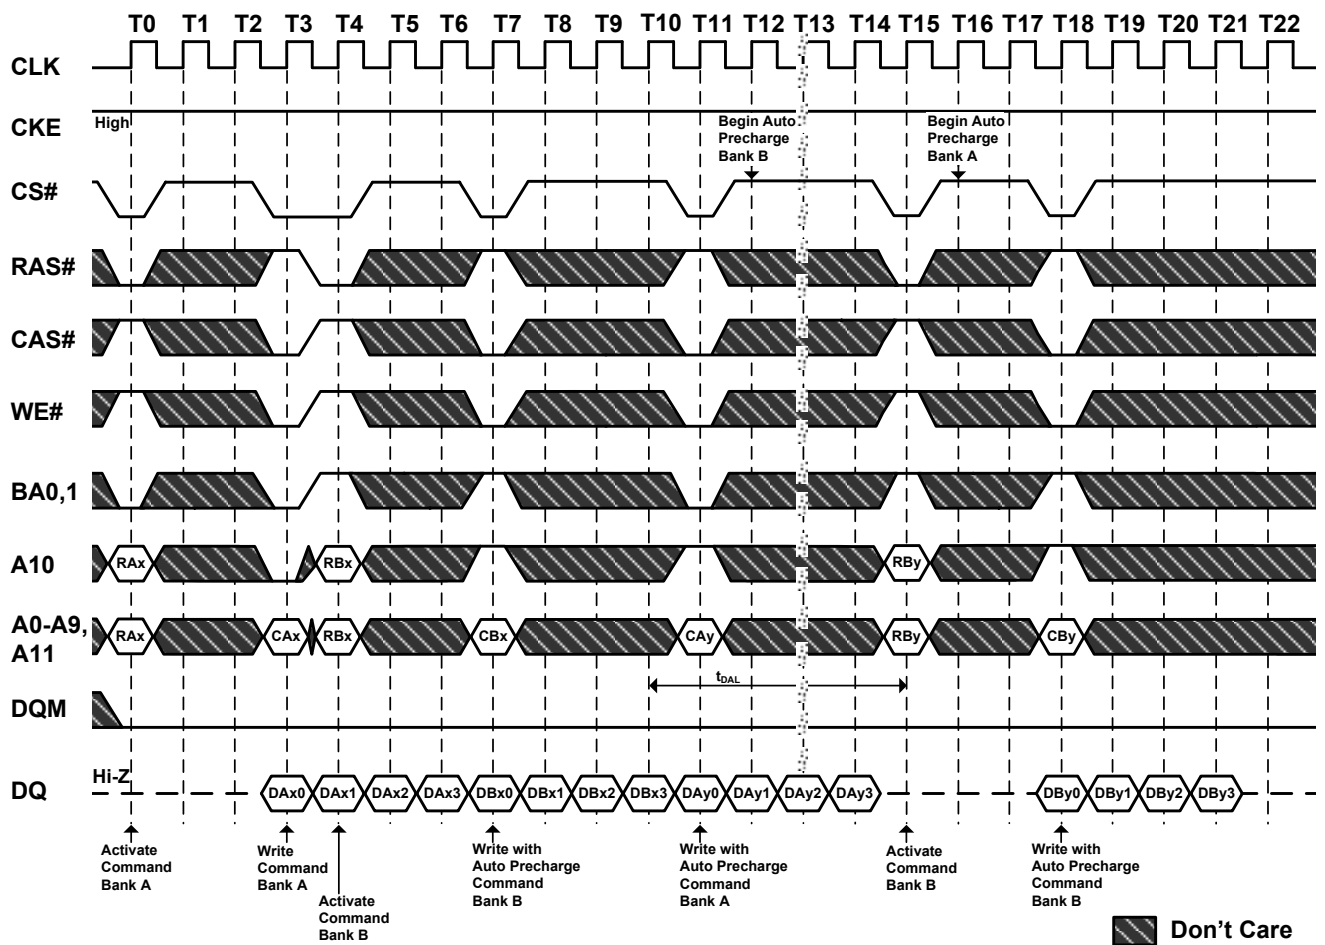 T0 T1 T2 T3 T4 T5 T6 T7 T8 T9 T10 T11 T12 T13 T14 T15 T16 T17 T18 T19 T20 T21 T22
CLK
CKE
High
Begin Auto
Precharge
Bank B
Begin Auto
Precharge
Bank A
CS#
RAS#
CAS#
WE#
BA0,1
A10
RAx RBx RBy
A0-A9,
A11
RAx CAx RBx CBx CAy RBy CBy
tDAL
DQM
Hi-Z
DQ
DAx0 DAx1 DAx2 DAx3 DBx0 DBx1 DBx2 DBx3 DAy0 DAy1 DAy2 DAy3 DBy0 DBy1 DBy2 DBy3
Activate
Command
Bank A
Write
Command
Bank A
Activate
Command
Bank B
Write with
Auto Precharge
Command
Bank B
Write with
Auto Precharge
Command
Bank A
Activate
Command
Bank B
Write with
Auto Precharge
Command
Bank B
Don't Care